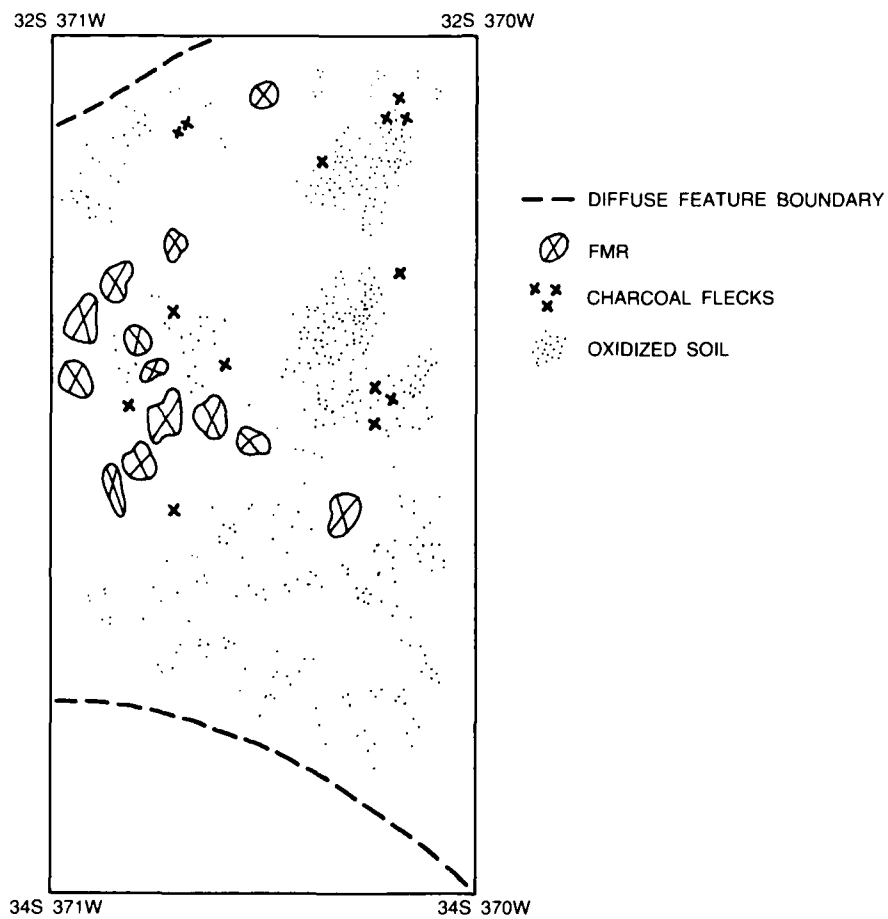 32S 371W
32S 370W
DIFFUSE FEATURE BOUNDARY
FMR
CHARCOAL FLECKS
OXIDIZED SOIL
34S 371W
34S 370W